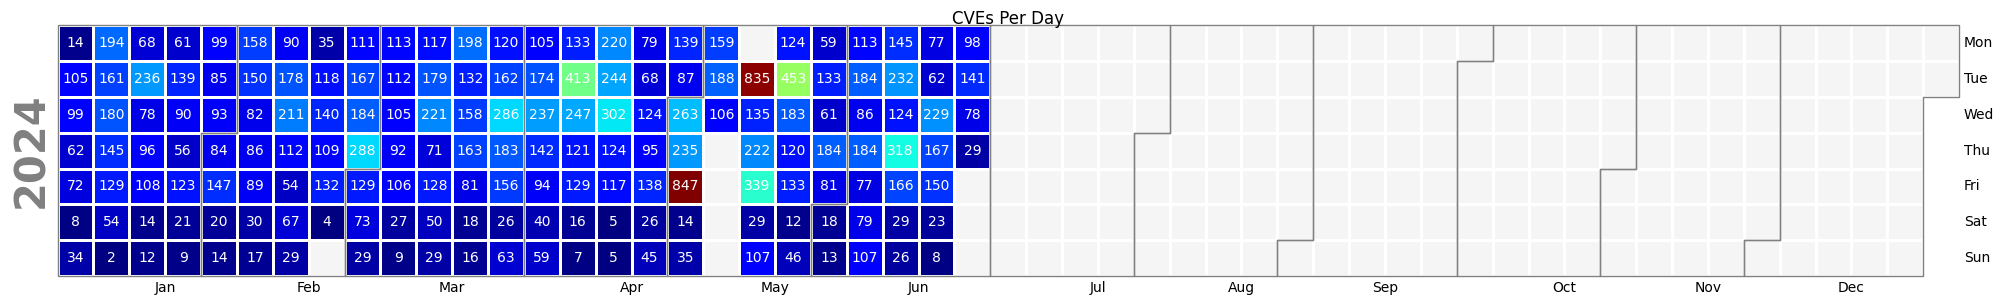 CVEs Per Day
2024
14 194 68 61 99 158 90 35 111 113 117 198 120 105 133 220 79 139 159 124 59 113 145 77 98 Mon
105 161 236 139 85 150 178 118 167 112 179 132 162 174 413 244 68 87 188 835 453 133 184 232 62 141 Tue
99 180 78 90 93 82 211 140 184 105 221 158 286 237 247 302 124 263 106 135 183 61 86 124 229 78 Wed
62 145 96 56 84 86 112 109 288 92 71 163 183 142 121 124 95 235 222 120 184 184 318 167 29 Thu
72 129 108 123 147 89 54 132 129 106 128 81 156 94 129 117 138 847 339 133 81 77 166 150 Fri
8 54 14 21 20 30 67 4 73 27 50 18 26 40 16 5 26 14 29 12 18 79 29 23 Sat
34 2 12 9 14 17 29 29 9 29 16 63 59 7 5 45 35 107 46 13 107 26 8 Sun
Jan Feb Mar Apr May Jun Jul Aug Sep Oct Nov Dec